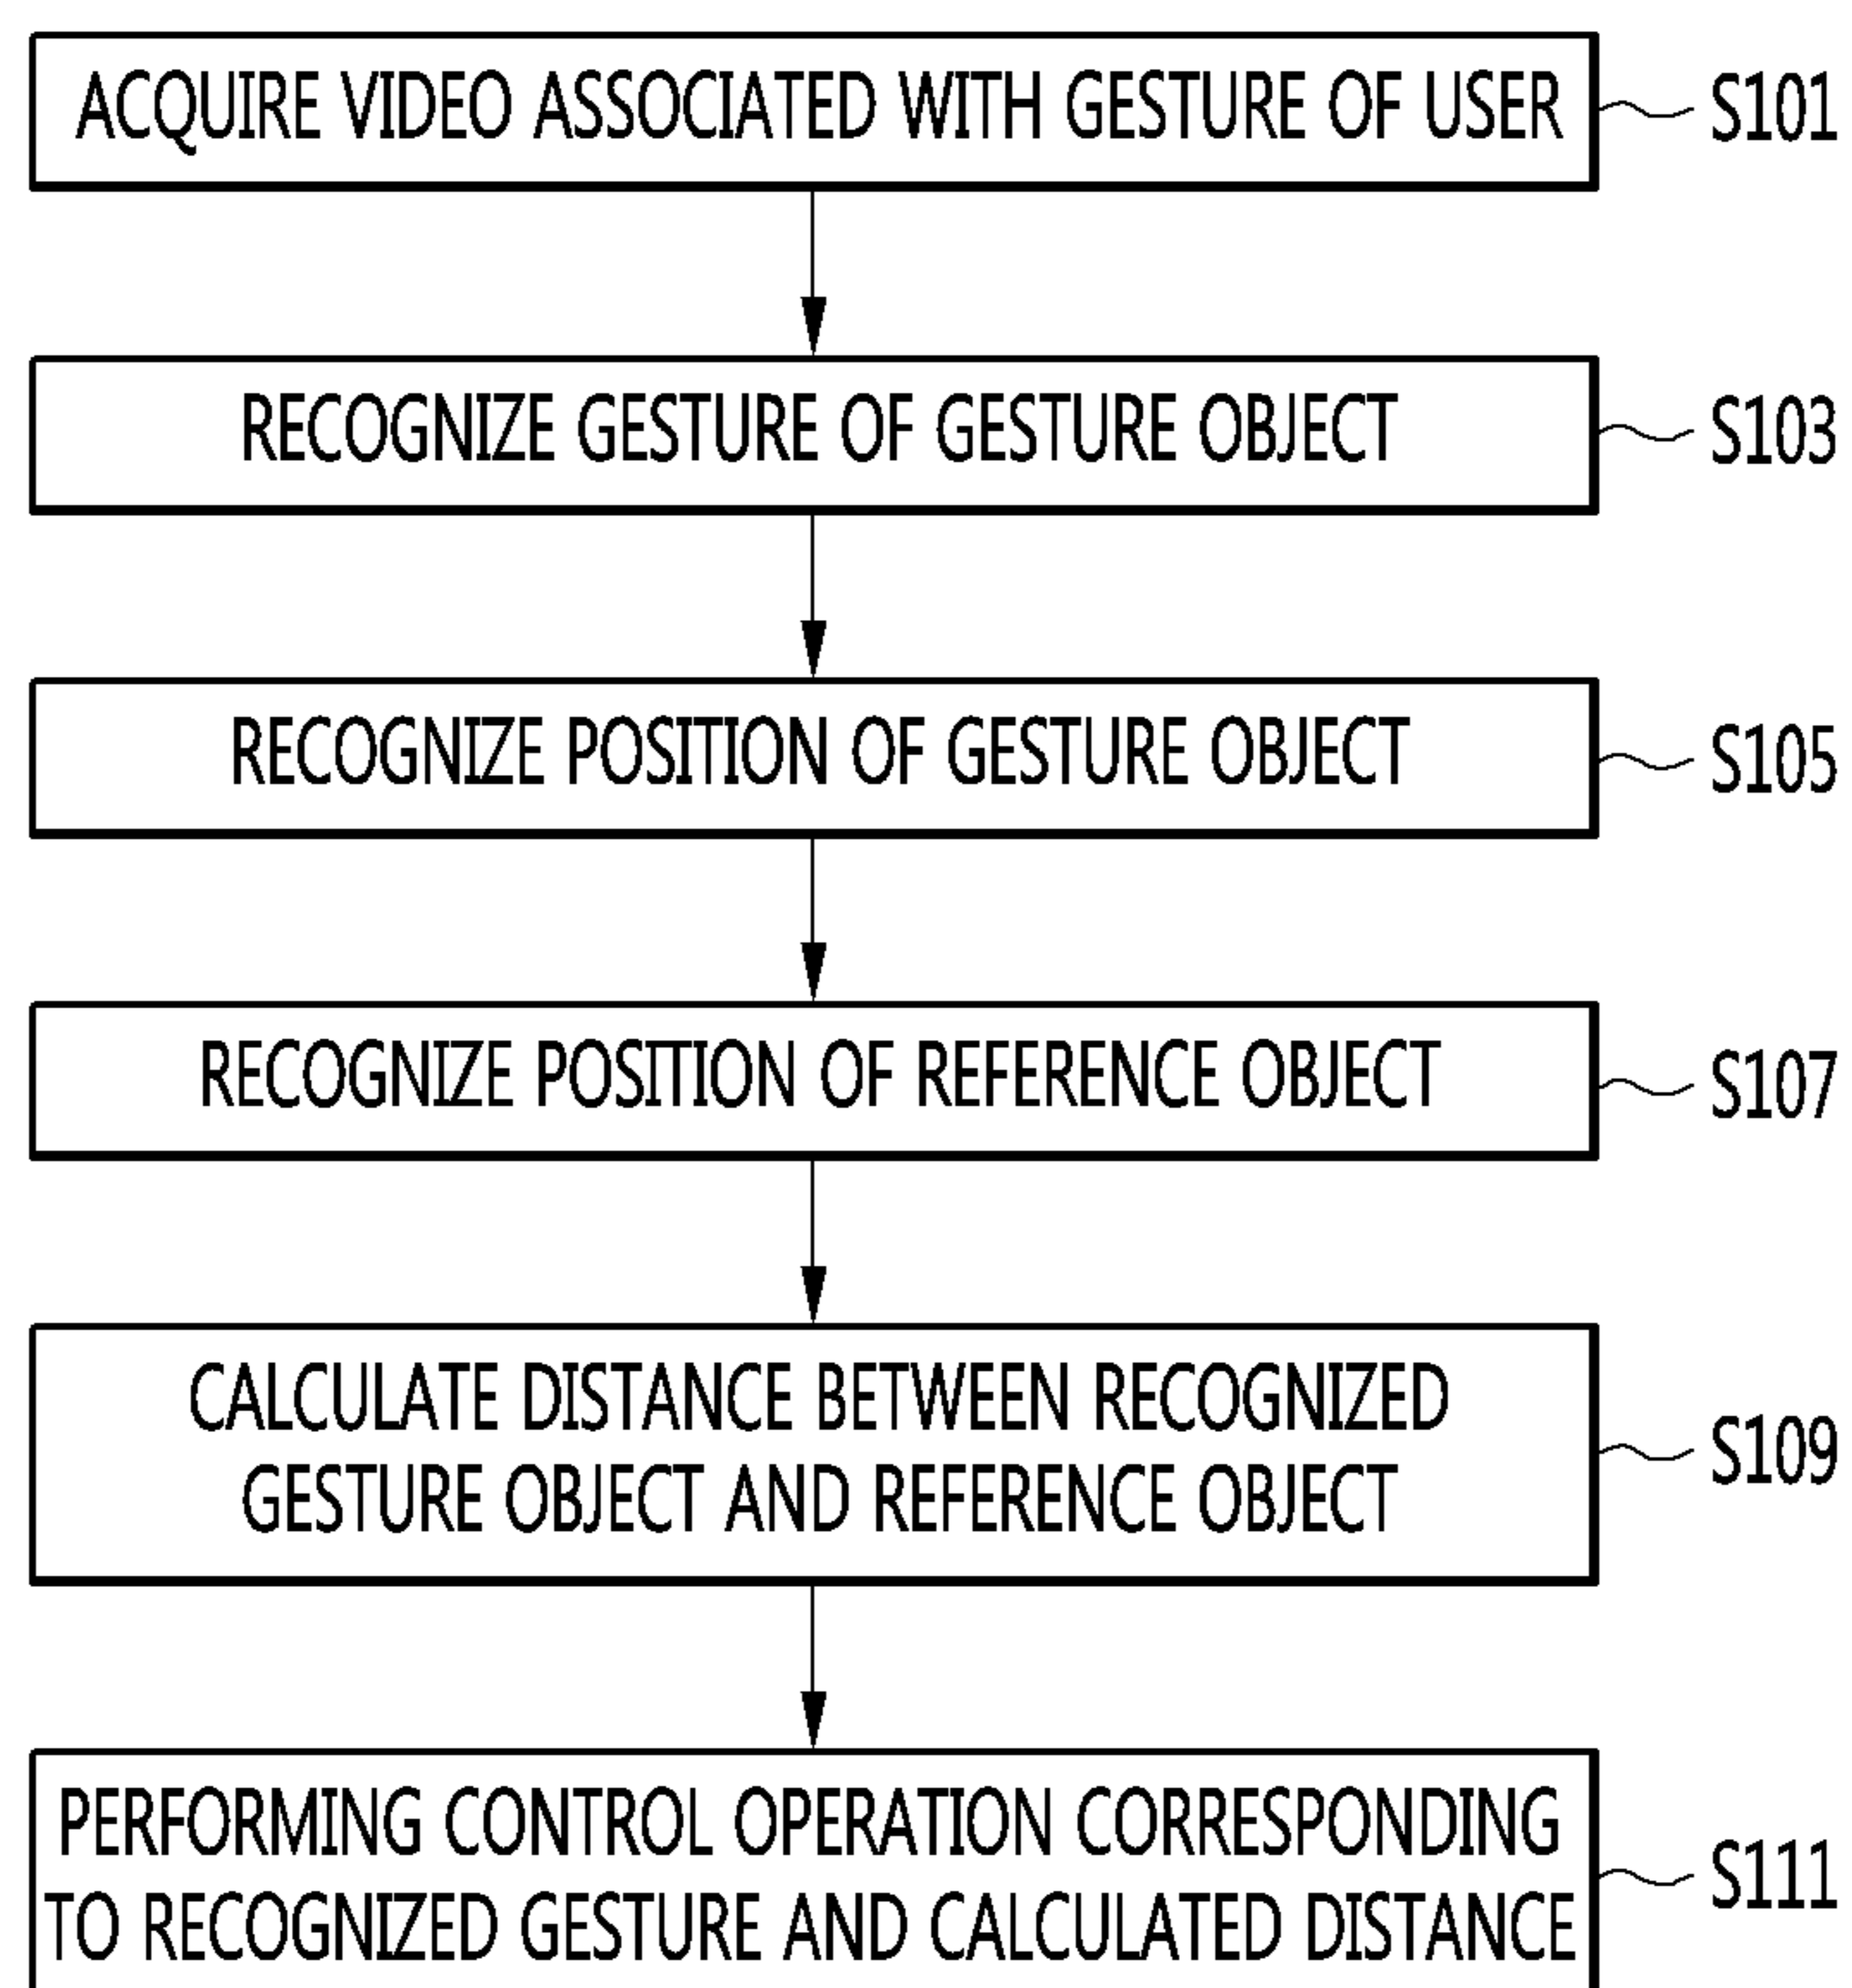 ACQUIRE VIDEO ASSOCIATED WITH GESTURE OF USER
S101
RECOGNIZE GESTURE OF GESTURE OBJECT
S103
RECOGNIZE POSITION OF GESTURE OBJECT
S105
RECOGNIZE POSITION OF REFERENCE OBJECT
S107
CALCULATE DISTANCE BETWEEN RECOGNIZED
GESTURE OBJECT AND REFERENCE OBJECT
S109
PERFORMING CONTROL OPERATION CORRESPONDING
TO RECOGNIZED GESTURE AND CALCULATED DISTANCE
S111